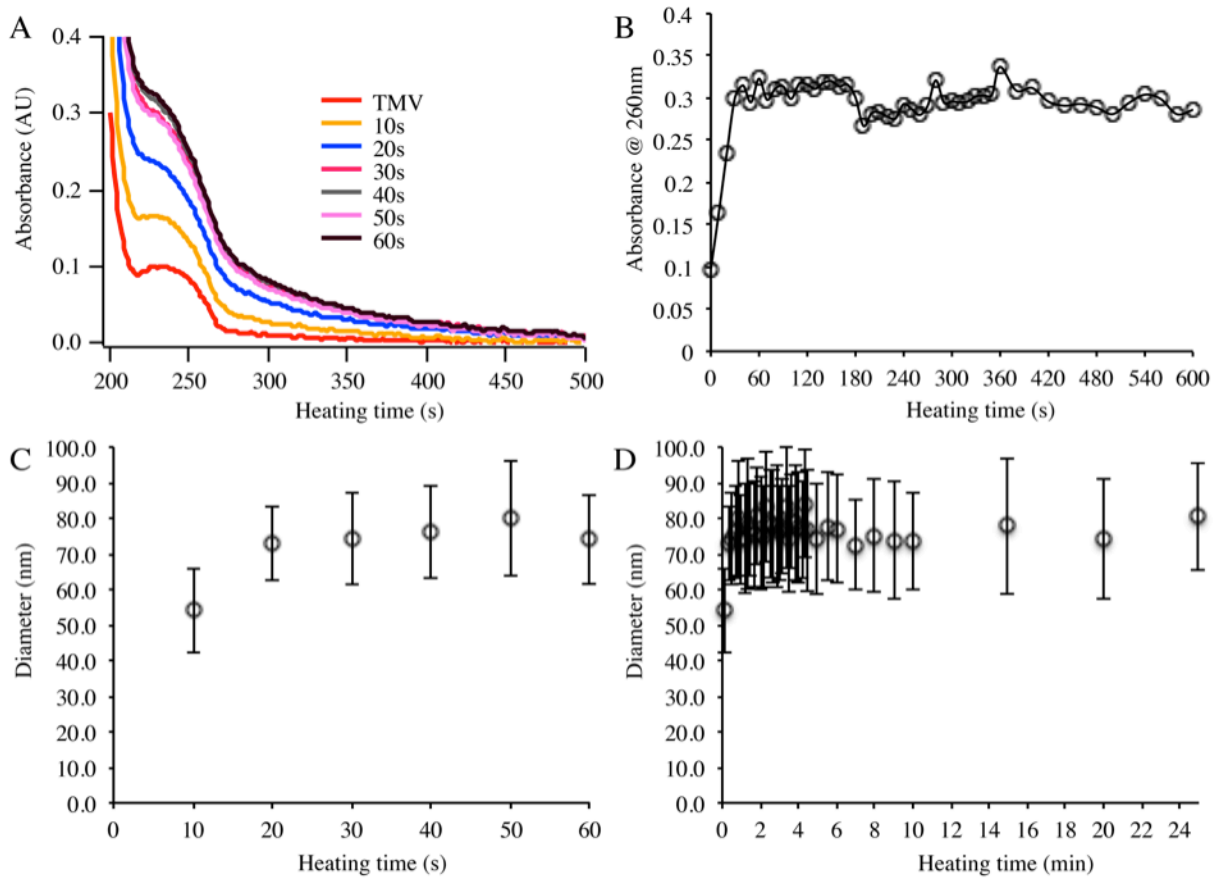 A
B
0.4
0.3
0.2
0.1
0.0
Absorbance (AU)
TMV
10s
20s
30s
40s
50s
60s
200 250 300 350 400 450 500
Heating time (s)
0.4
0.35
0.3
0.25
0.2
0.15
0.1
0.05
0
Absorbance @ 260nm
0 60 120 180 240 300 360 420 480 540 600
Heating time (s)
C
D
100.0
90.0
80.0
70.0
60.0
50.0
40.0
30.0
20.0
10.0
0.0
Diameter (nm)
0 10 20 30 40 50 60
Heating time (s)
100.0
90.0
80.0
70.0
60.0
50.0
40.0
30.0
20.0
10.0
0.0
Diameter (nm)
0 2 4 6 8 10 12 14 16 18 20 22 24
Heating time (min)